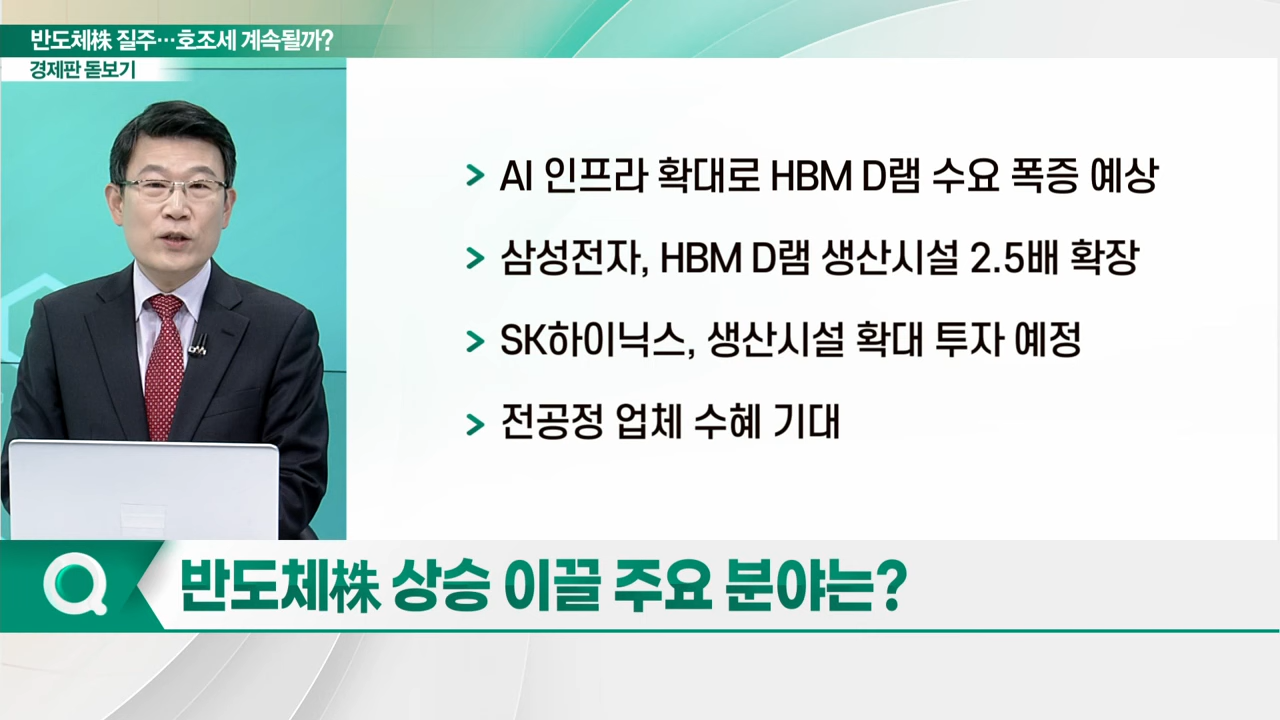 반도체株 질주…호조세 계속될까?
경제판 돋보기
> AI 인프라 확대로 HBM D램 수요 폭증 예상
> 삼성전자, HBM D램 생산시설 2.5배 확장
> SK하이닉스, 생산시설 확대 투자 예정
> 전공정 업체 수혜 기대
반도체株 상승 이끌 주요 분야는?